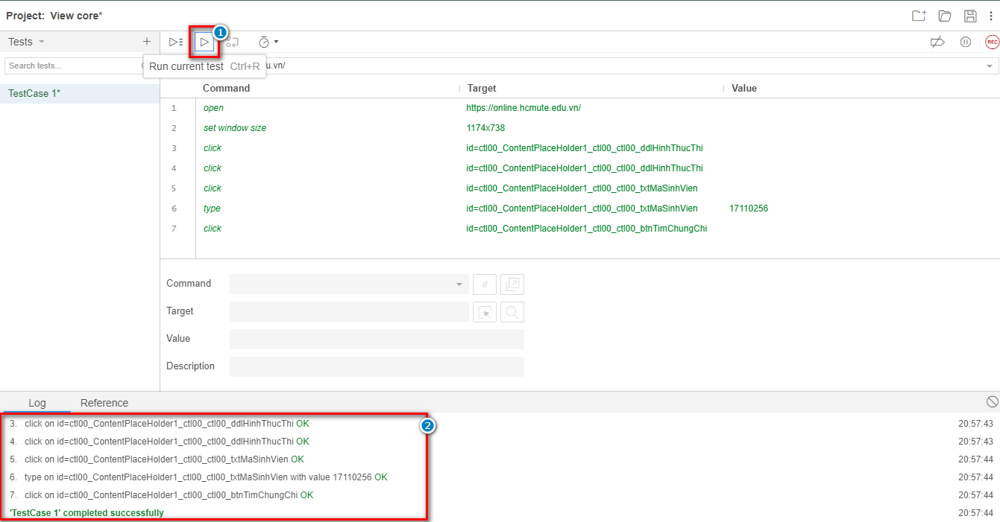 Project: View core*
Tests
1
REC
Search tests...
Run current test Ctrl+R
u.vn/
TestCase 1*
Command Target Value
1 open https://online.hcmute.edu.vn/
2 set window size 1174x738
3 click id=ctl00_ContentPlaceHolder1_ctl00_ctl00_ddlHinhThucThi
4 click id=ctl00_ContentPlaceHolder1_ctl00_ctl00_ddlHinhThucThi
5 click id=ctl00_ContentPlaceHolder1_ctl00_ctl00_txtMaSinhVien
6 type id=ctl00_ContentPlaceHolder1_ctl00_ctl00_txtMaSinhVien 17110256
7 click id=ctl00_ContentPlaceHolder1_ctl00_ctl00_btnTimChungChi
Command //
Target
Value
Description
Log Reference
2
3. click on id=ctl00_ContentPlaceHolder1_ctl00_ctl00_ddlHinhThucThi OK 20:57:43
4. click on id=ctl00_ContentPlaceHolder1_ctl00_ctl00_ddlHinhThucThi OK 20:57:43
5. click on id=ctl00_ContentPlaceHolder1_ctl00_ctl00_txtMaSinhVien OK 20:57:44
6. type on id=ctl00_ContentPlaceHolder1_ctl00_ctl00_txtMaSinhVien with value 17110256 OK 20:57:44
7. click on id=ctl00_ContentPlaceHolder1_ctl00_ctl00_btnTimChungChi OK 20:57:44
'TestCase 1' completed successfully 20:57:44